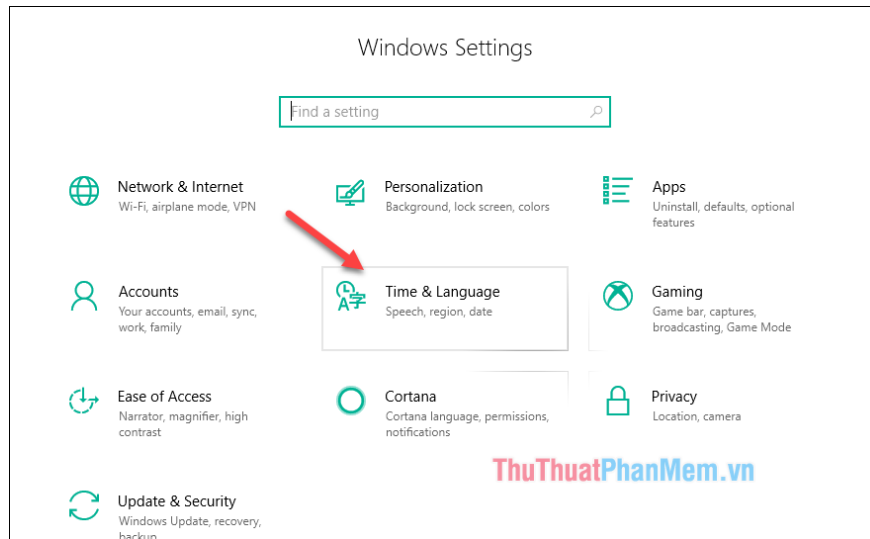 Windows Settings
Find a setting
Network & Internet
Wi-Fi, airplane mode, VPN
Personalization
Background, lock screen, colors
Apps
Uninstall, defaults, optional
features
Accounts
Your accounts, email, sync,
work, family
Time & Language
Speech, region, date
Gaming
Game bar, captures,
broadcasting, Game Mode
Ease of Access
Narrator, magnifier, high
contrast
Cortana
Cortana language, permissions,
notifications
Privacy
Location, camera
ThuThuatPhanMem.vn
Update & Security
Windows Update, recovery,
backup